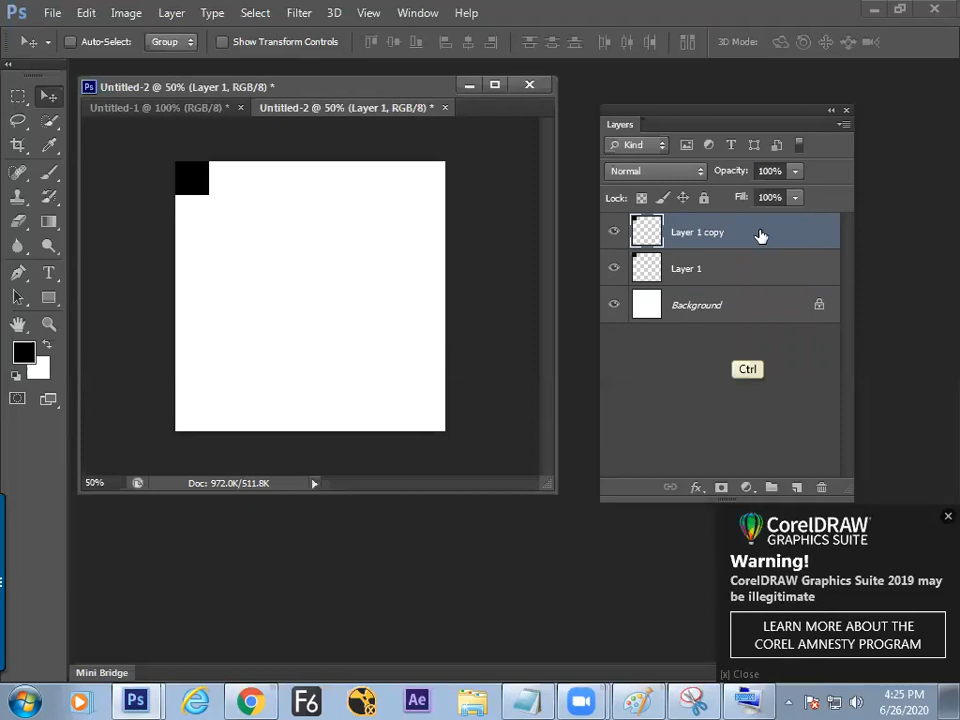 Ps File Edit Image Layer Type Select Filter 3D View Window Help
Auto-Select: Group Show Transform Controls 3D Mode:
Ps Untitled-2 @ 50% (Layer 1, RGB/8) *
Untitled-1 @ 100% (RGB/8) * × Untitled-2 @ 50% (Layer 1, RGB/8) * ×
Layers
Kind
Normal Opacity: 100%
Lock: Fill: 100%
Layer 1 copy
Layer 1
Background
Ctrl
50% Doc: 972.0K/511.8K
CorelDRAW
GRAPHICS SUITE
Warning!
CorelDRAW Graphics Suite 2019 may
be illegitimate
LEARN MORE ABOUT THE
COREL AMNESTY PROGRAM
[x] Close
Mini Bridge
Ps F6 Ae
4:25 PM
6/26/2020